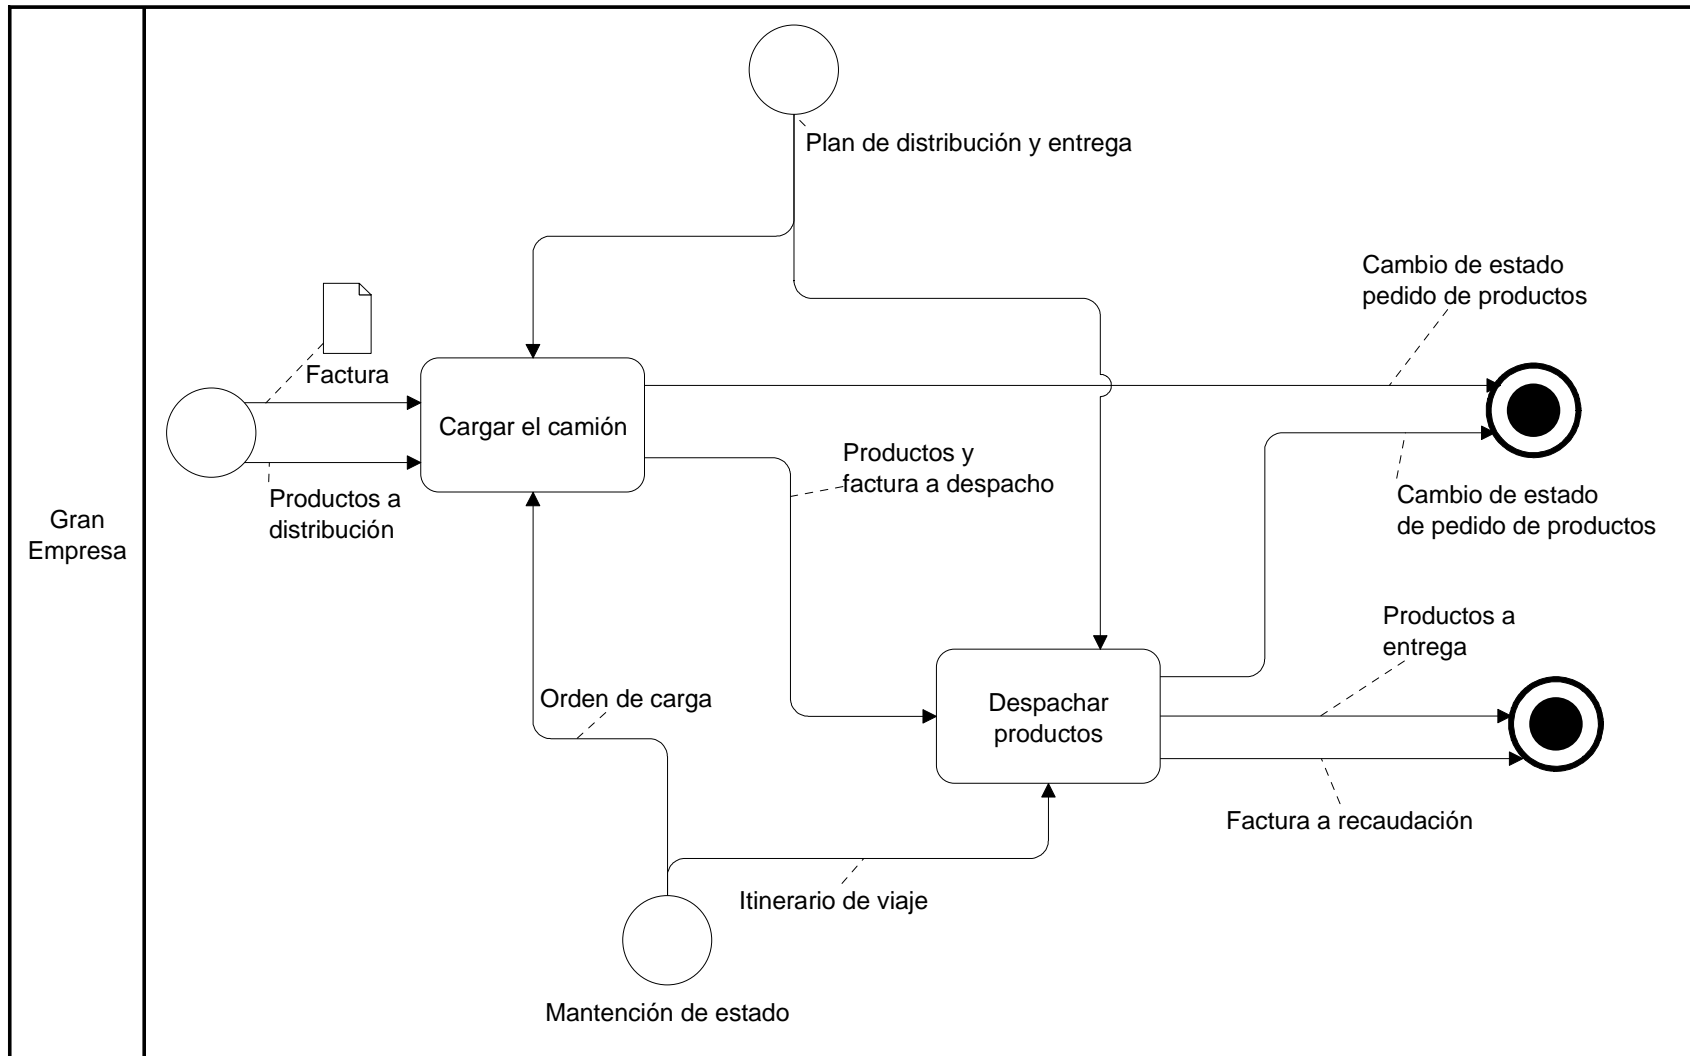 Plan de distribución y entrega
Cambio de estado
pedido de productos
Factura
Cargar el camión
Productos y
factura a despacho
Productos a
distribución
Cambio de estado
de pedido de productos
Gran
Empresa
Productos a
entrega
Orden de carga
Despachar
productos
Factura a recaudación
Itinerario de viaje
Mantención de estado